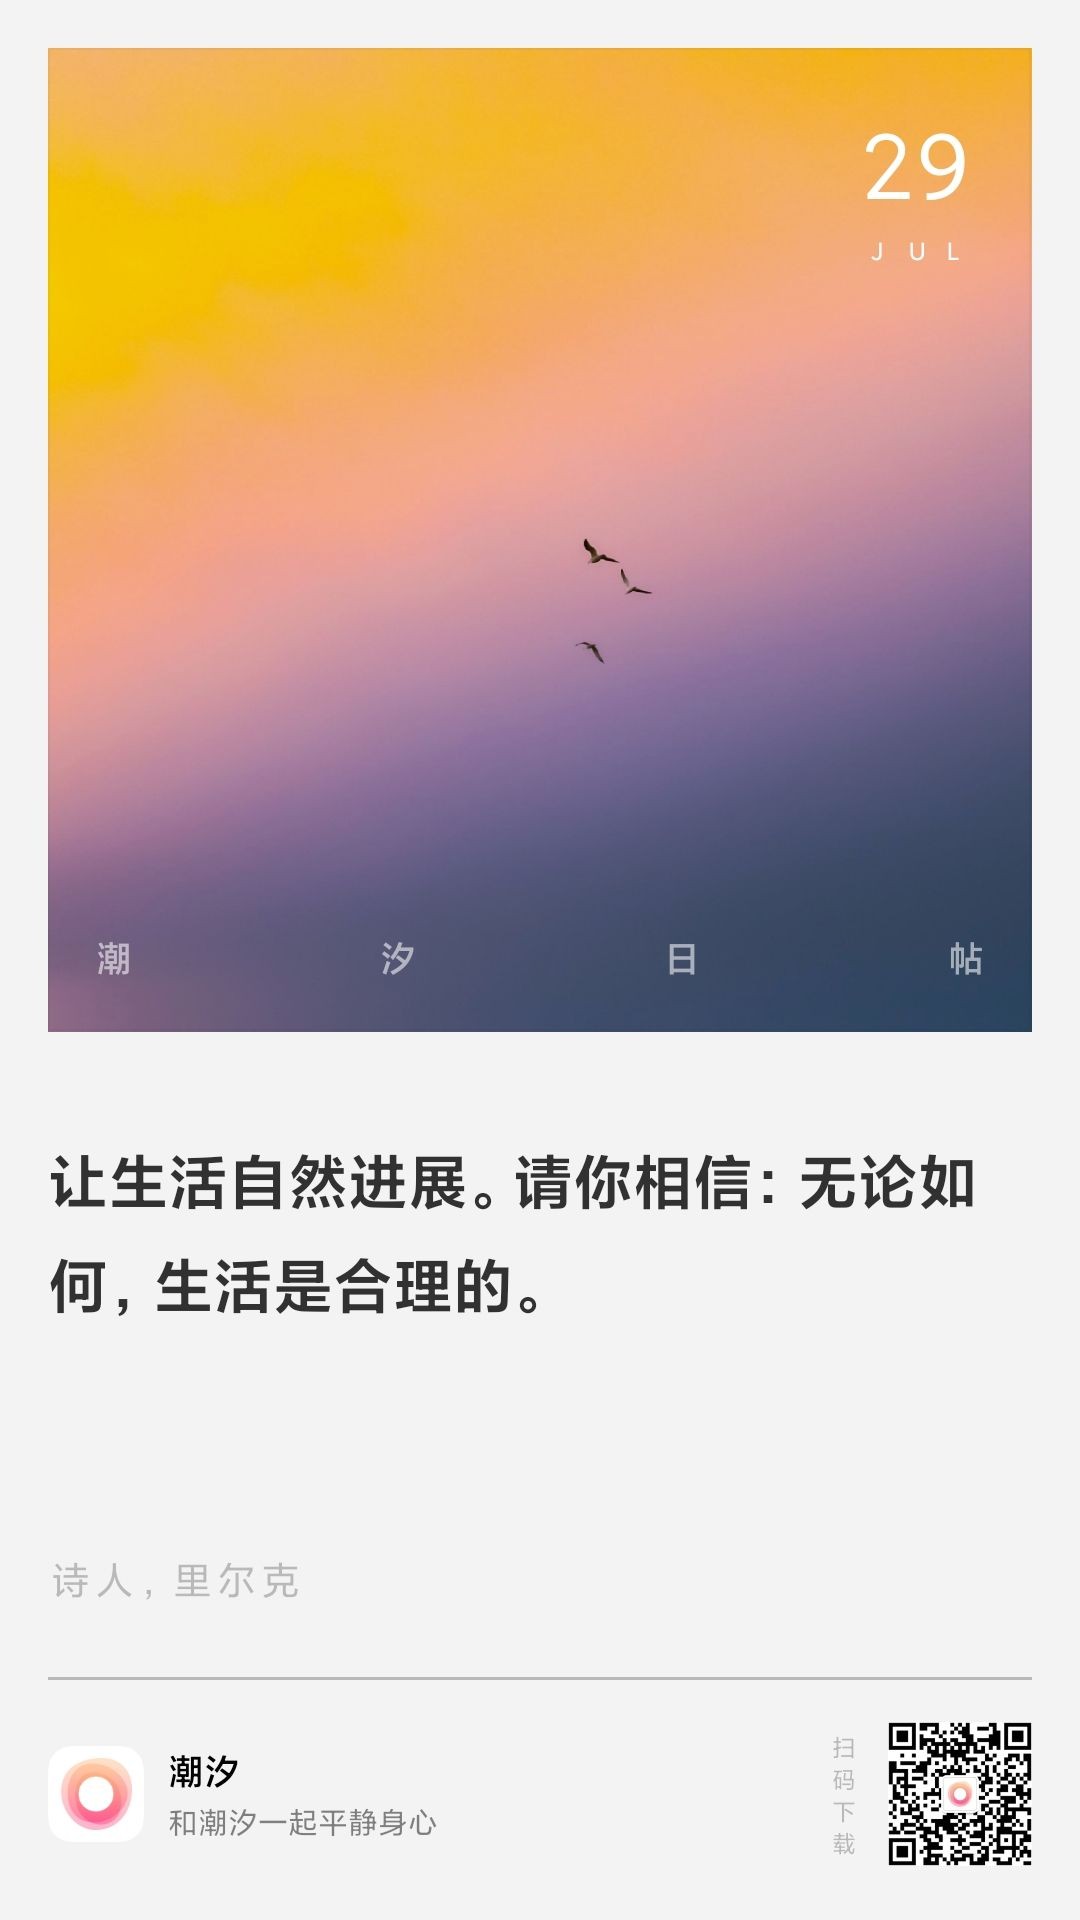 29
JUL
潮汐日帖
让生活自然进展。请你相信：无论如
何，生活是合理的。
诗人，里尔克
潮汐
和潮汐一起平静身心
扫码下载